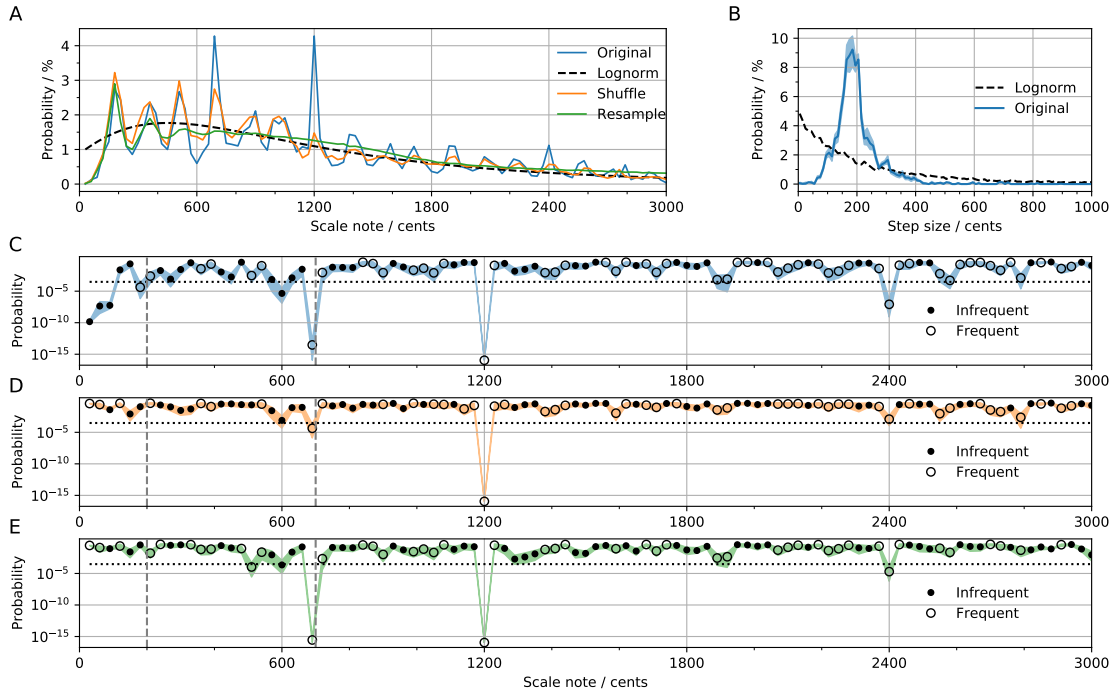 A
Probability / %
4
3
2
1
0
Original
Lognorm
Shuffle
Resample
600
1200
1800
2400
3000
Scale note / cents
B
Probability / %
10
8
6
4
2
0
Lognorm
Original
0
200
400
600
800
1000
Step size / cents
C
Probability
10⁻⁵
10⁻¹⁰
10⁻¹⁵
Infrequent
Frequent
0
600
1200
1800
2400
3000
D
Probability
10⁻⁵
10⁻¹⁰
10⁻¹⁵
Infrequent
Frequent
0
600
1200
1800
2400
3000
E
Probability
10⁻⁵
10⁻¹⁰
10⁻¹⁵
Infrequent
Frequent
0
600
1200
1800
2400
3000
Scale note / cents